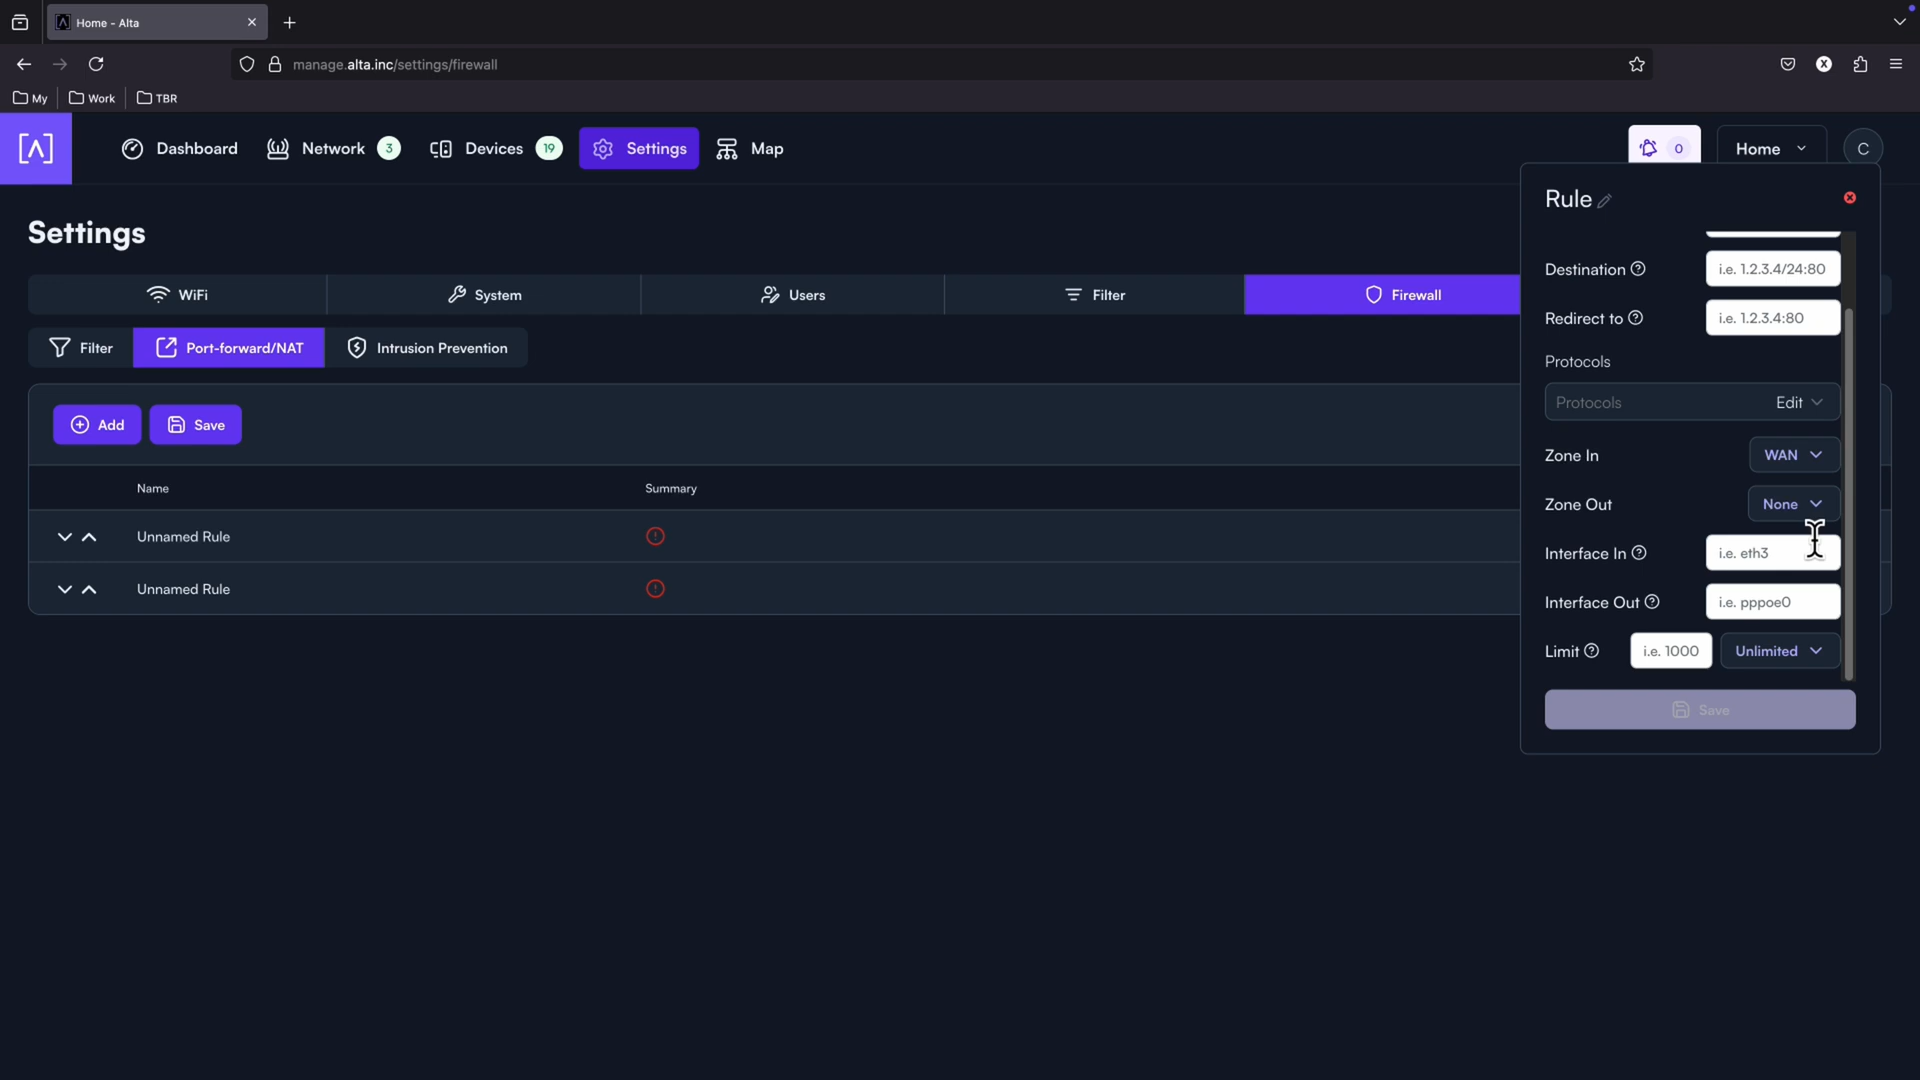 Home - Alta
manage.alta.inc/settings/firewall
My Work TBR
Dashboard Network 3 Devices 19 Settings Map 0 Home C
Settings
WiFi System Users Filter Firewall
Filter Port-forward/NAT Intrusion Prevention
Add Save
Name Summary
Unnamed Rule
Unnamed Rule
Rule
Destination i.e. 1.2.3.4/24:80
Redirect to i.e. 1.2.3.4:80
Protocols
Protocols Edit
Zone In WAN
Zone Out None
Interface In i.e. eth3
Interface Out i.e. pppoe0
Limit i.e. 1000 Unlimited
Save